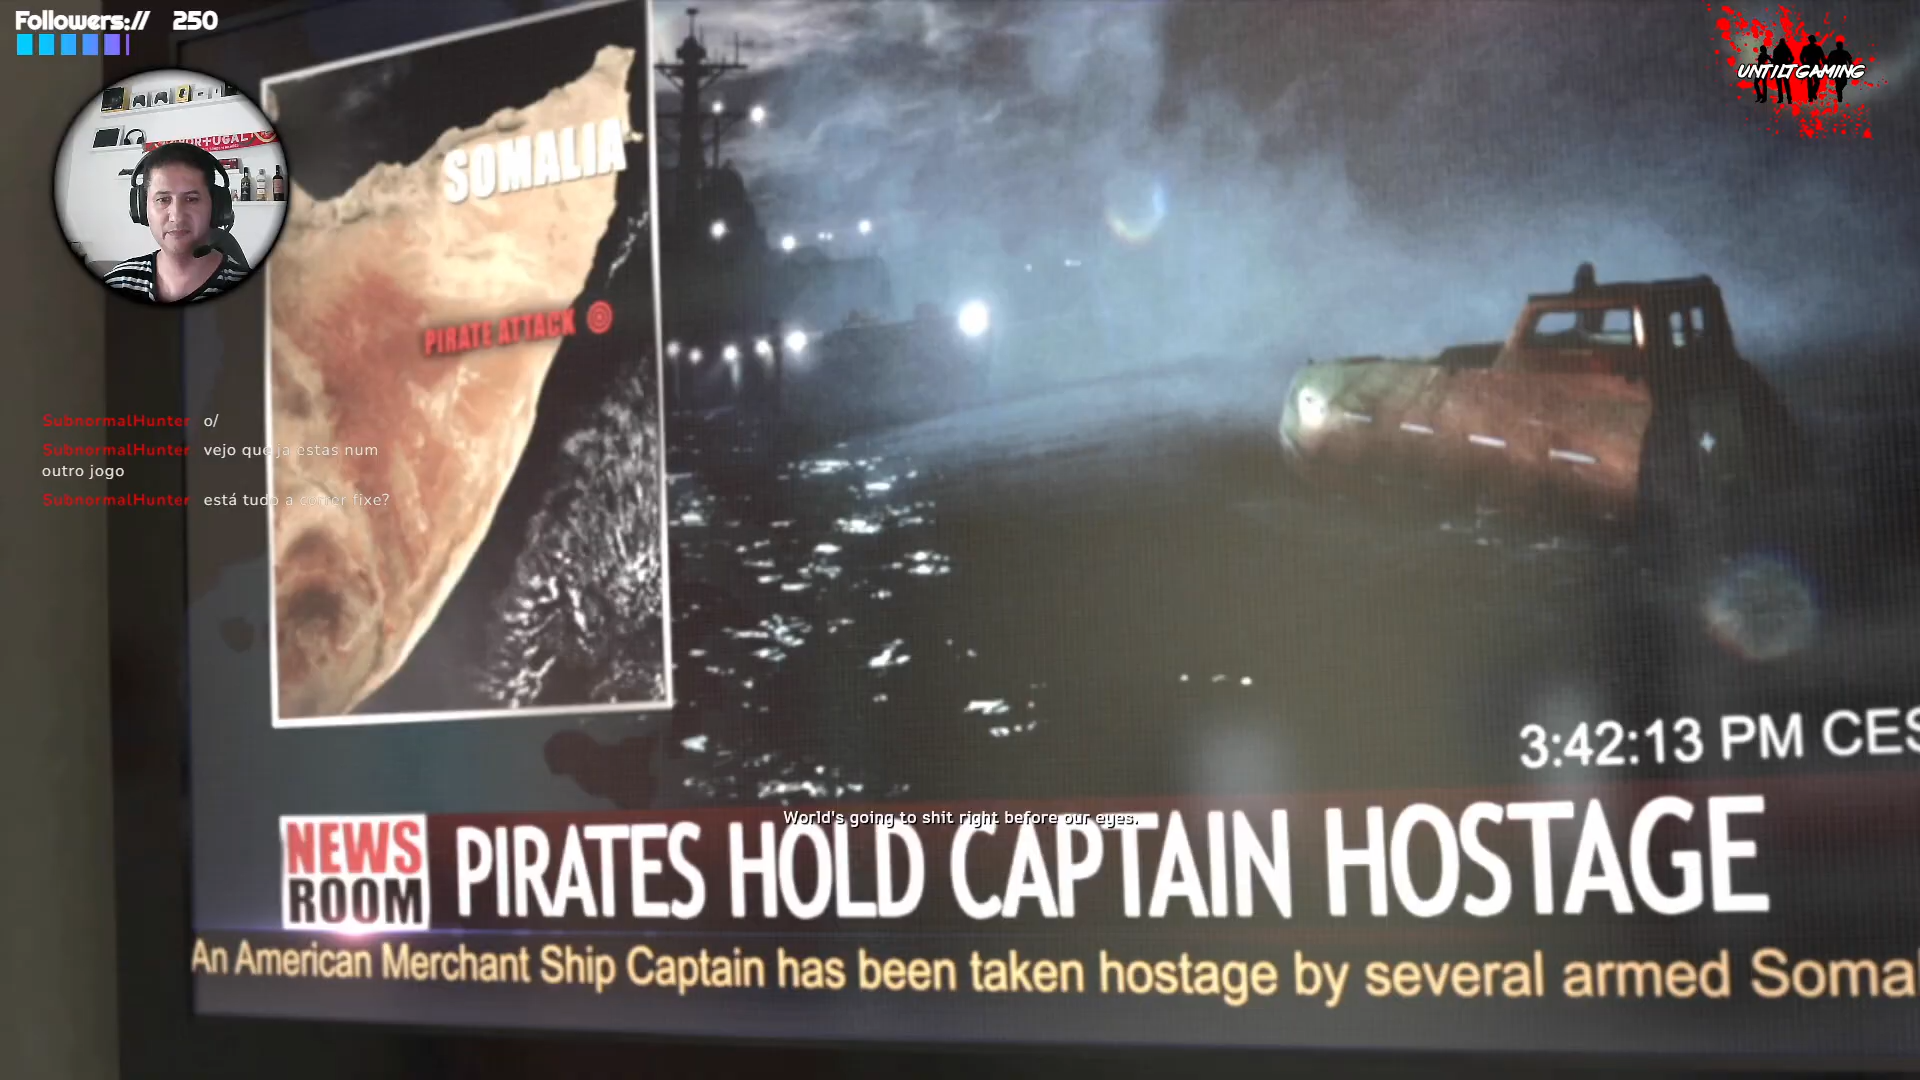 Followers:// 250
UNTILTGAMING
PORTUGAL
SOMALIA
PIRATE ATTACK
SubnormalHunter o/
SubnormalHunter vejo que ja estas num
outro jogo
SubnormalHunter está tudo a correr fixe?
3:42:13 PM CES
World's going to shit right before our eyes.
NEWS
ROOM
PIRATES HOLD CAPTAIN HOSTAGE
An American Merchant Ship Captain has been taken hostage by several armed Somal